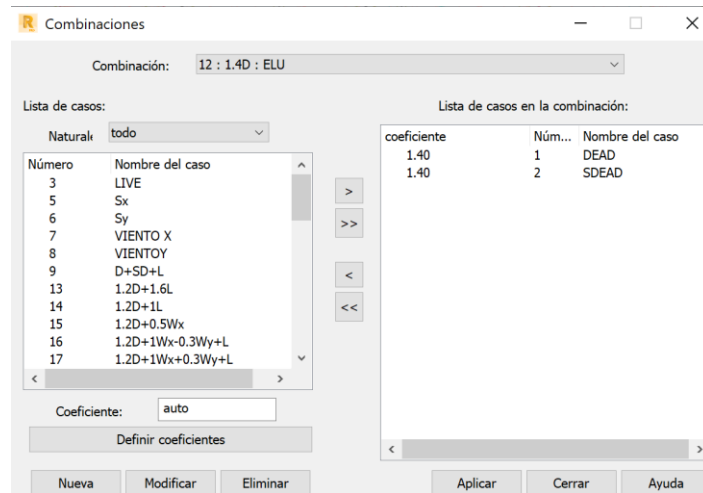 R Combinaciones
Combinación: 12 : 1.4D : ELU
Lista de casos:
Naturale todo
Número Nombre del caso
3 LIVE
5 Sx
6 Sy
7 VIENTO X
8 VIENTOY
9 D+SD+L
13 1.2D+1.6L
14 1.2D+1L
15 1.2D+0.5Wx
16 1.2D+1Wx-0.3Wy+L
17 1.2D+1Wx+0.3Wy+L
>
>>
<
<<
Lista de casos en la combinación:
coeficiente Núm... Nombre del caso
1.40 1 DEAD
1.40 2 SDEAD
Coeficiente: auto
Definir coeficientes
Nueva Modificar Eliminar
Aplicar Cerrar Ayuda